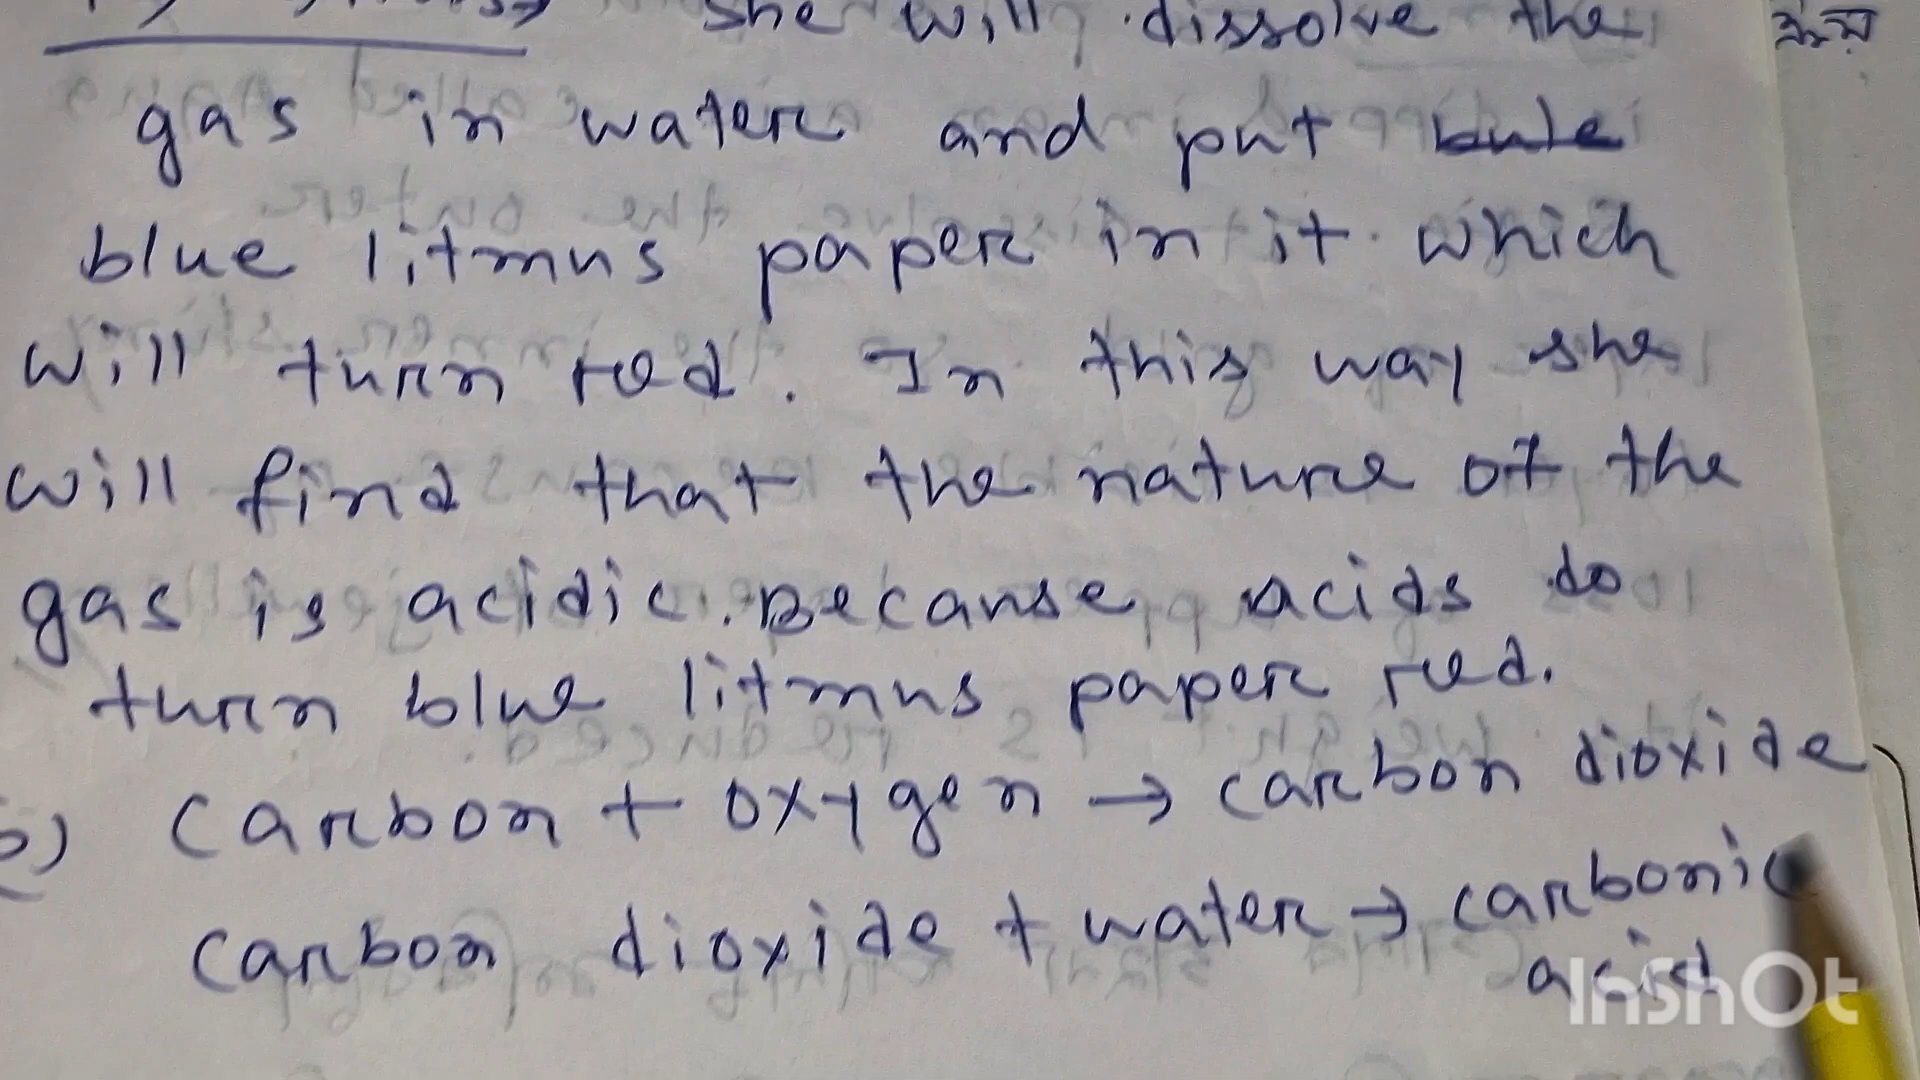 she will dissolve the
gas in water and put bule
blue litmus paper in it which
will turn red. In this way she
will find that the nature of the
gas is acidic. Because acids do
turn blue litmus paper red.
b) carbon + oxygen → carbon dioxide
carbon dioxide + water → carbonic
acid
InShOt